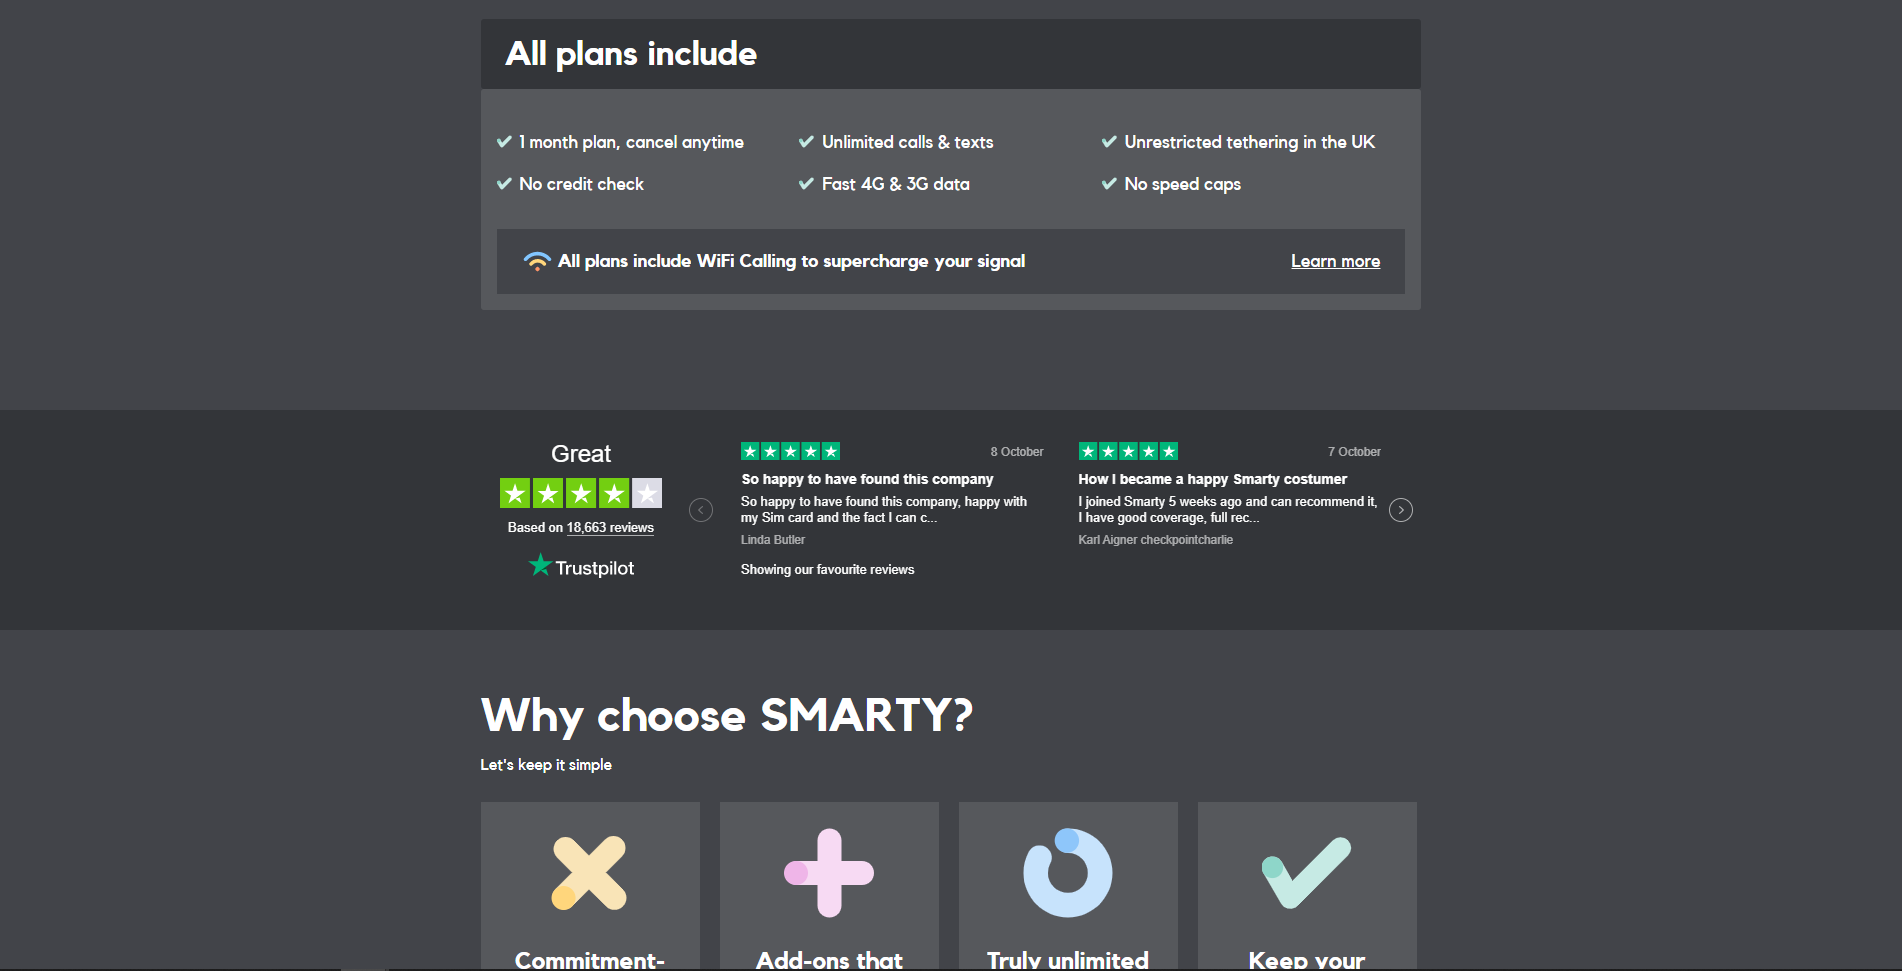 All plans include
1 month plan, cancel anytime
Unlimited calls & texts
Unrestricted tethering in the UK
No credit check
Fast 4G & 3G data
No speed caps
All plans include WiFi Calling to supercharge your signal
Learn more
Great
Based on 18,663 reviews
Trustpilot
8 October
So happy to have found this company
So happy to have found this company, happy with
my Sim card and the fact I can c...
Linda Butler
Showing our favourite reviews
7 October
How I became a happy Smarty costumer
I joined Smarty 5 weeks ago and can recommend it,
I have good coverage, full rec...
Karl Aigner checkpointcharlie
Why choose SMARTY?
Let's keep it simple
Commitment-
Add-ons that
Truly unlimited
Keep your